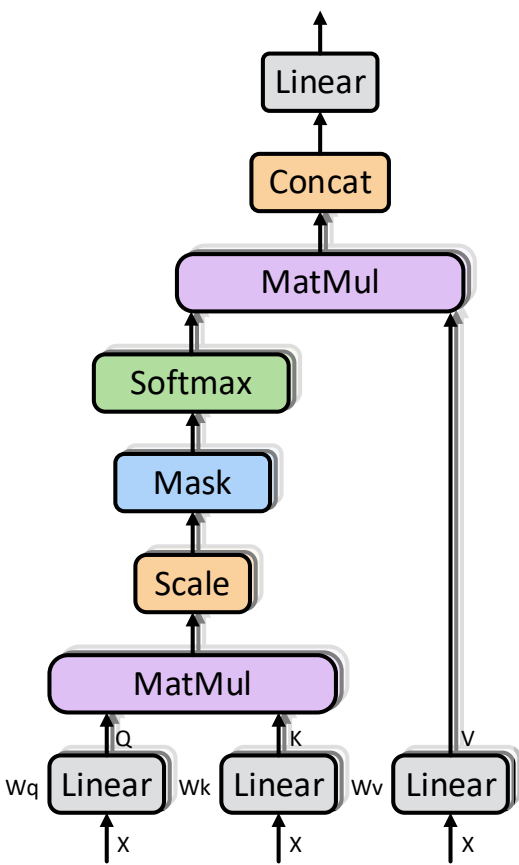 Linear
Concat
MatMul
Softmax
Mask
Scale
MatMul
Q K V
Wq Linear Wk Linear Wv Linear
X X X